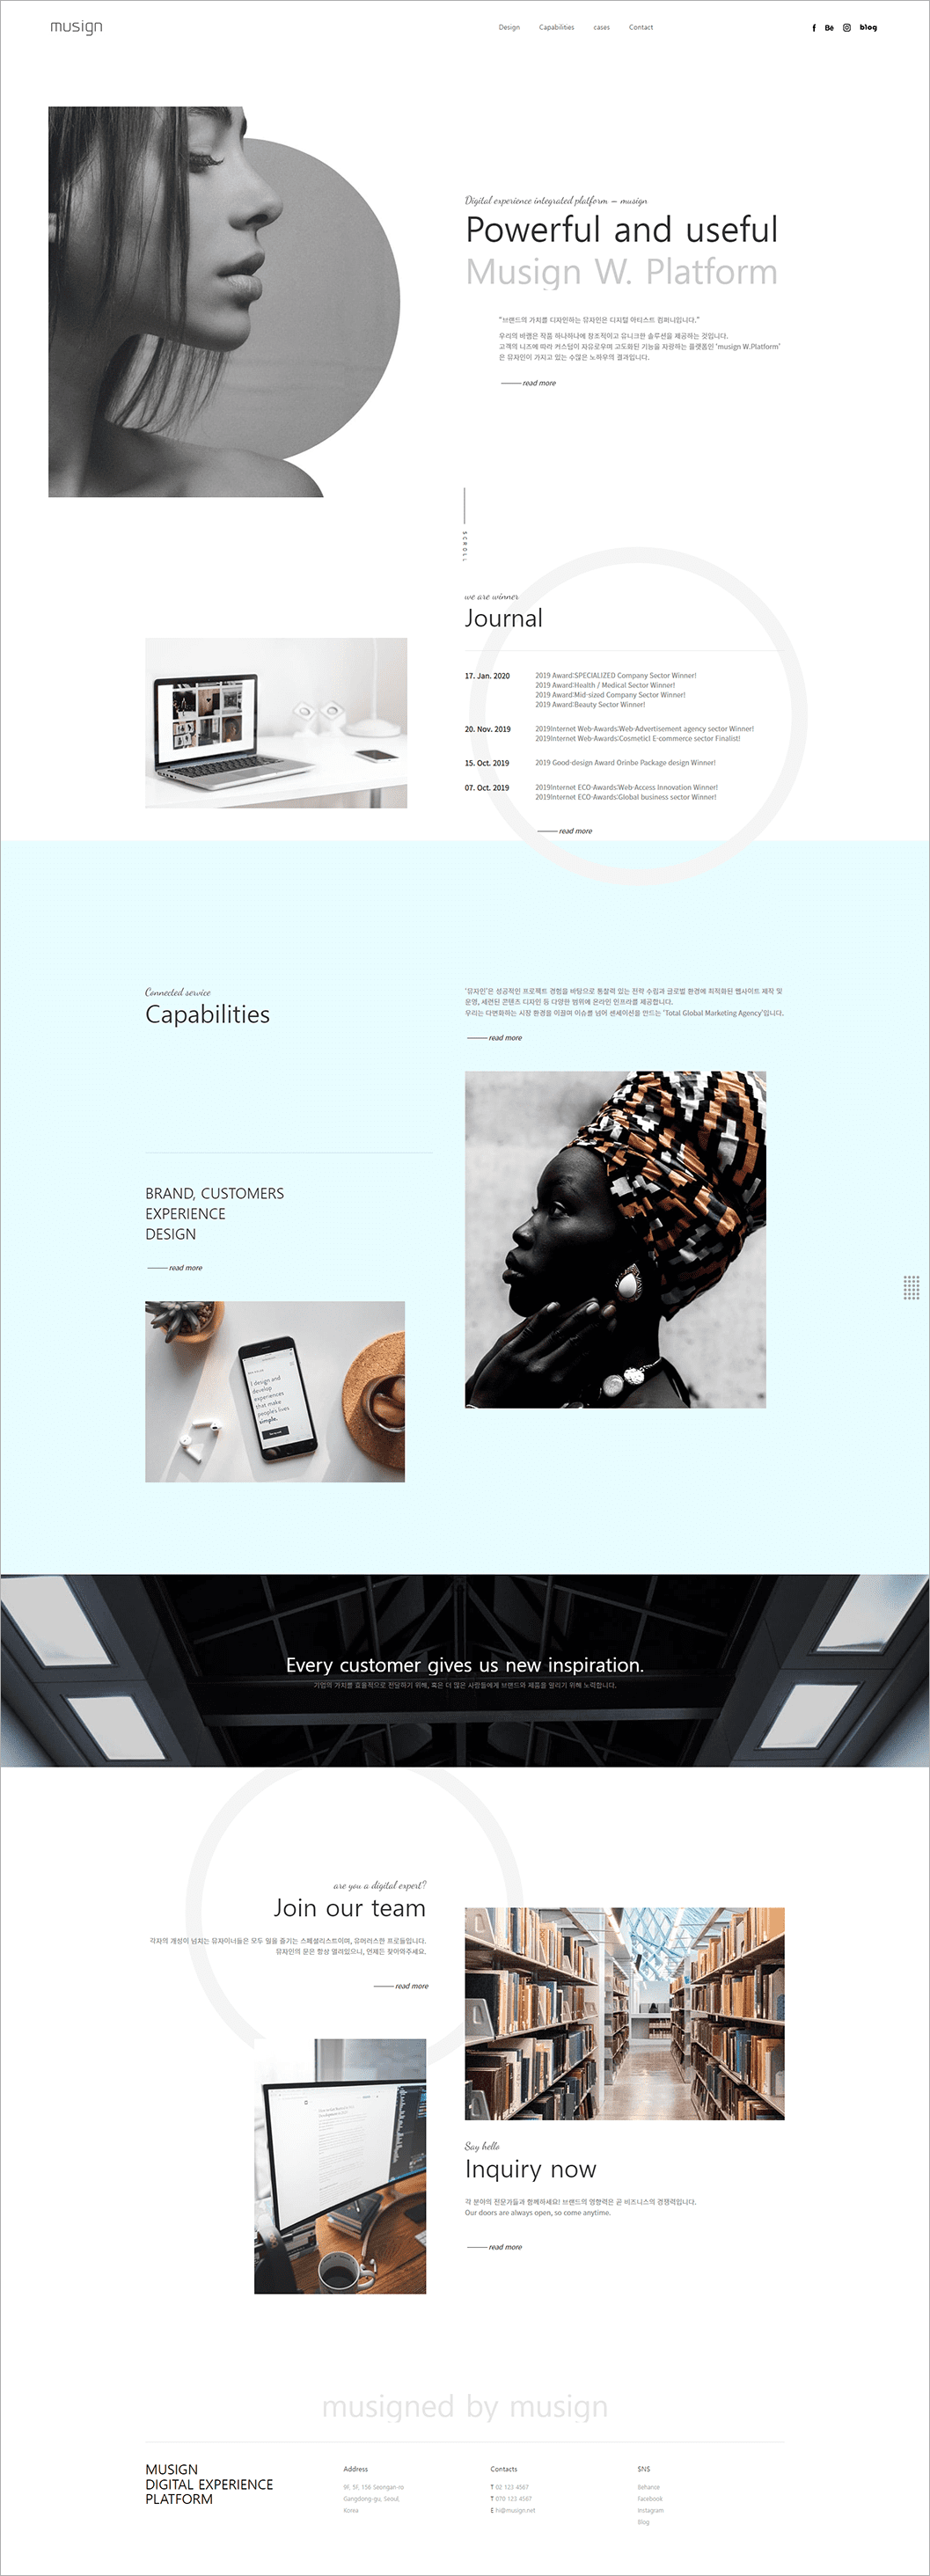 musign
Design Capabilities cases Contact
f Bē blog
Digital experience integrated platform – musign
Powerful and useful
Musign W. Platform
“브랜드의 가치를 디자인하는 뮤자인은 디지털 아티스트 컴퍼니입니다.”
우리의 바램은 작품 하나하나에 창조적이고 유니크한 솔루션을 제공하는 것입니다.
고객의 니즈에 따라 커스텀이 자유로우며 고도화된 기능을 자랑하는 플랫폼인 ‘musign W.Platform’
은 뮤자인이 가지고 있는 수많은 노하우의 결과입니다.
read more
SCROLL
we are winner
Journal
17. Jan. 2020 2019 Award:SPECIALIZED Company Sector Winner!
2019 Award:Health / Medical Sector Winner!
2019 Award:Mid-sized Company Sector Winner!
2019 Award:Beauty Sector Winner!
20. Nov. 2019 2019Internet Web-Awards:Web-Advertisement agency sector Winner!
2019Internet Web-Awards:Cosmeticl E-commerce sector Finalist!
15. Oct. 2019 2019 Good-design Award Orinbe Package design Winner!
07. Oct. 2019 2019Internet ECO-Awards:Web-Access Innovation Winner!
2019Internet ECO-Awards:Global business sector Winner!
read more
Connected service
Capabilities
‘뮤자인’은 성공적인 프로젝트 경험을 바탕으로 통찰력 있는 전략 수립과 글로벌 환경에 최적화된 웹사이트 제작 및
운영, 세련된 콘텐츠 디자인 등 다양한 범위에 온라인 인프라를 제공합니다.
우리는 다변화하는 시장 환경을 이끌며 이슈를 넘어 센세이션을 만드는 ‘Total Global Marketing Agency’입니다.
read more
BRAND, CUSTOMERS
EXPERIENCE
DESIGN
read more
I design and
develop
experiences
that make
people's lives
simple.
Every customer gives us new inspiration.
기업의 가치를 효율적으로 전달하기 위해, 혹은 더 많은 사람들에게 브랜드와 제품을 알리기 위해 노력합니다.
are you a digital expert?
Join our team
각자의 개성이 넘치는 뮤자이너들은 모두 일을 즐기는 스페셜리스트이며, 유머러스한 프로들입니다.
뮤자인의 문은 항상 열려있으니, 언제든 찾아와주세요.
read more
Say hello
Inquiry now
각 분야의 전문가들과 함께하세요! 브랜드의 영향력은 곧 비즈니스의 경쟁력입니다.
Our doors are always open, so come anytime.
read more
musigned by musign
MUSIGN
DIGITAL EXPERIENCE
PLATFORM
Address
9F, 5F, 156 Seongan-ro
Gangdong-gu, Seoul,
Korea
Contacts
T 02 123 4567
T 070 123 4567
E hi@musign.net
SNS
Behance
Facebook
Instagram
Blog